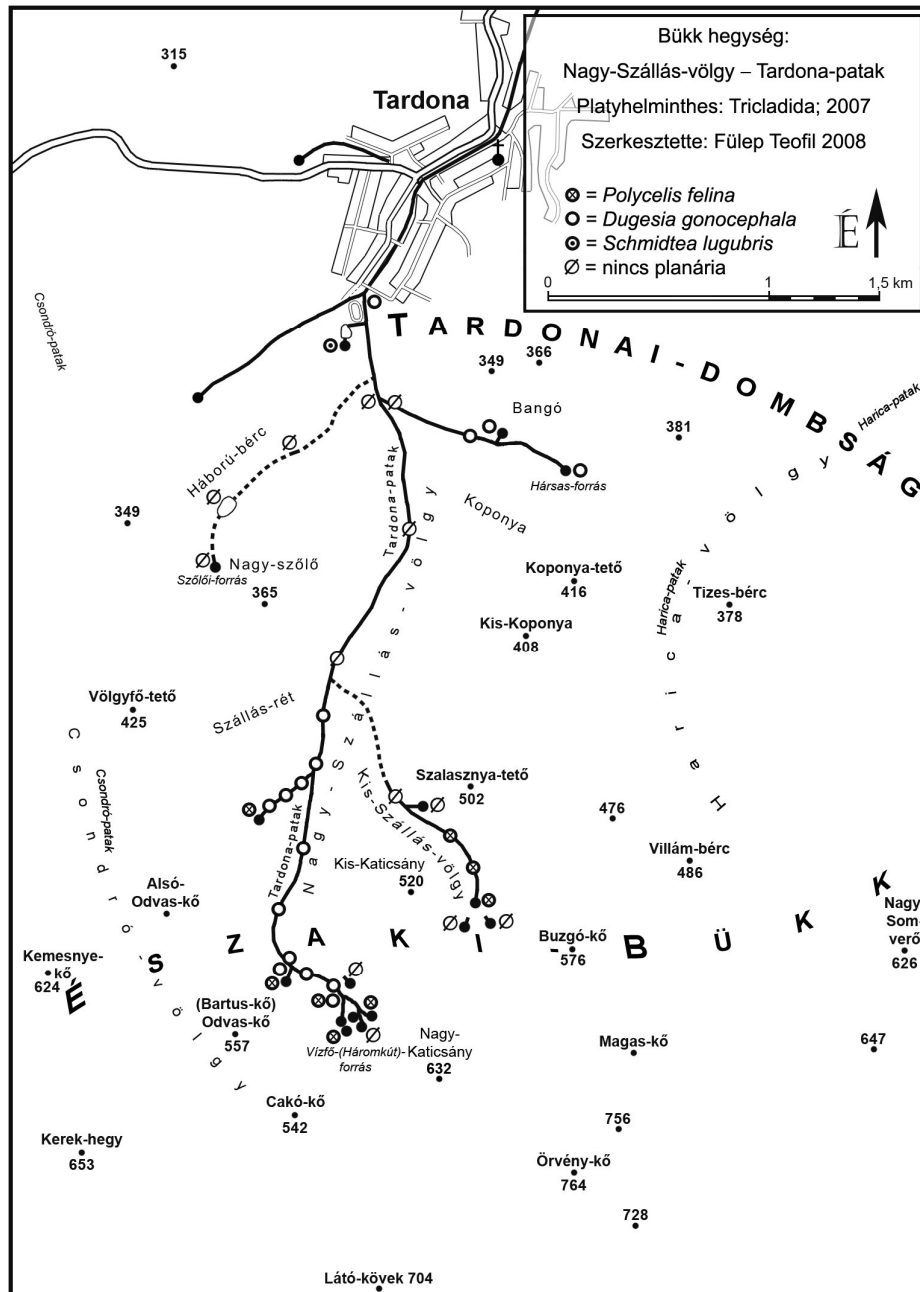 Bükk hegység:
Nagy-Szállás-völgy – Tardona-patak
Platyhelminthes: Tricladida; 2007
Szerkesztette: Fülep Teofil 2008
⊗ = Polycelis felina
O = Dugesia gonocephala
⊙ = Schmidtea lugubris
∅ = nincs planária
É
0 1 1,5 km
315
Tardona
Csondró-patak
TARDONAI-DOMBSÁG
349
366
Bangó
381
Harica-patak
Háború-bérc
Hársas-forrás
Koponya
Tardona-patak
349
Nagy-szőlő
Szőlői-forrás
365
Koponya-tető
416
Harica-patak
Harica-völgy
Tizes-bérc
378
Kis-Koponya
408
Nagy-Szállás-völgy
Völgyfő-tető
425
Szállás-rét
Csondró-völgy
Csondró-patak
Kis-Szállás-völgy
Szalasznya-tető
502
476
Tardona-patak
Kis-Katicsány
520
Villám-bérc
486
Alsó-
Odvas-kő
ÉSZAKI-BÜKK
Buzgó-kő
576
Nagy
Som-
verő
626
Kemesnye-
kő
624
(Bartus-kő)
Odvas-kő
557
Vízfő-(Háromkút)-
forrás
Nagy-
Katicsány
632
Magas-kő
647
Cakó-kő
542
756
Kerek-hegy
653
Örvény-kő
764
728
Látó-kövek 704